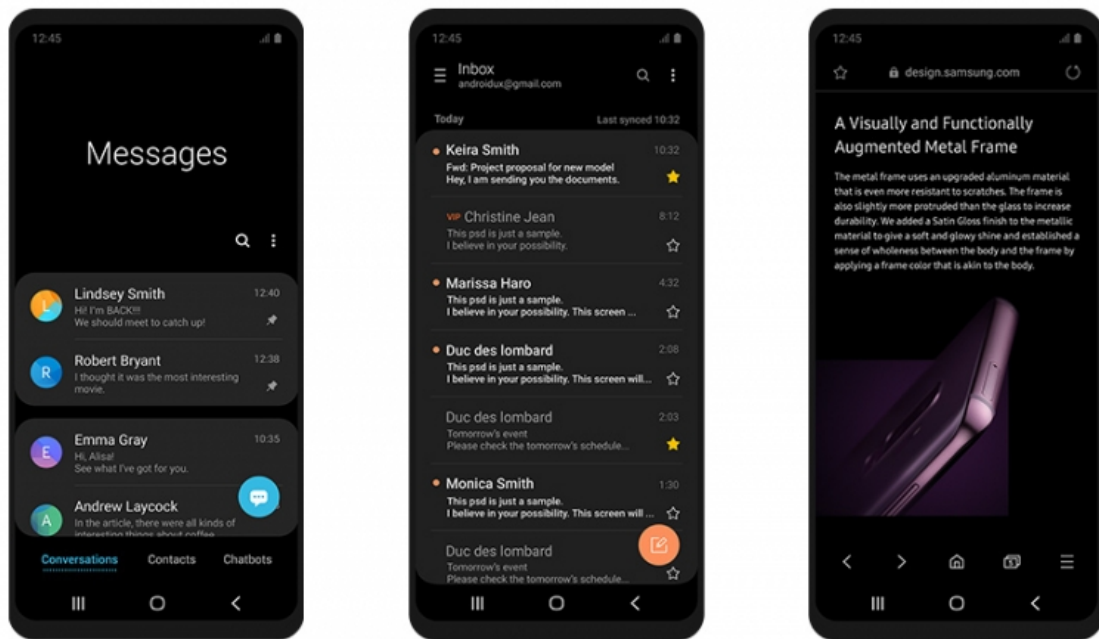 12:45
Messages
Lindsey Smith 12:40
Hi! I'm BACK!!!
We should meet to catch up!
Robert Bryant 12:38
I thought it was the most interesting
movie.
Emma Gray 10:35
Hi, Alisa!
See what I've got for you.
Andrew Laycock
In the article, there were all kinds of
interesting things about coffee
Conversations Contacts Chatbots
L
R
E
A
12:45
Inbox
androidux@gmail.com
Today Last synced 10:32
Keira Smith 10:32
Fwd: Project proposal for new model
Hey, I am sending you the documents.
VIP Christine Jean 8:12
This psd is just a sample.
I believe in your possibility.
Marissa Haro 4:32
This psd is just a sample.
I believe in your possibility. This screen ...
Duc des lombard 2:08
This psd is just a sample.
I believe in your possibility. This screen will...
Duc des lombard 2:03
Tomorrow's event
Please check the tomorrow's schedule...
Monica Smith 1:30
This psd is just a sample.
I believe in your possibility. This screen will ...
Duc des lombard
Tomorrow's event
Please check the tomorrow's schedule...
12:45
design.samsung.com
A Visually and Functionally
Augmented Metal Frame
The metal frame uses an upgraded aluminum material
that is even more resistant to scratches. The frame is
also slightly more protruded than the glass to increase
durability. We added a Satin Gloss finish to the metallic
material to give a soft and glowy shine and established a
sense of wholeness between the body and the frame by
applying a frame color that is akin to the body.